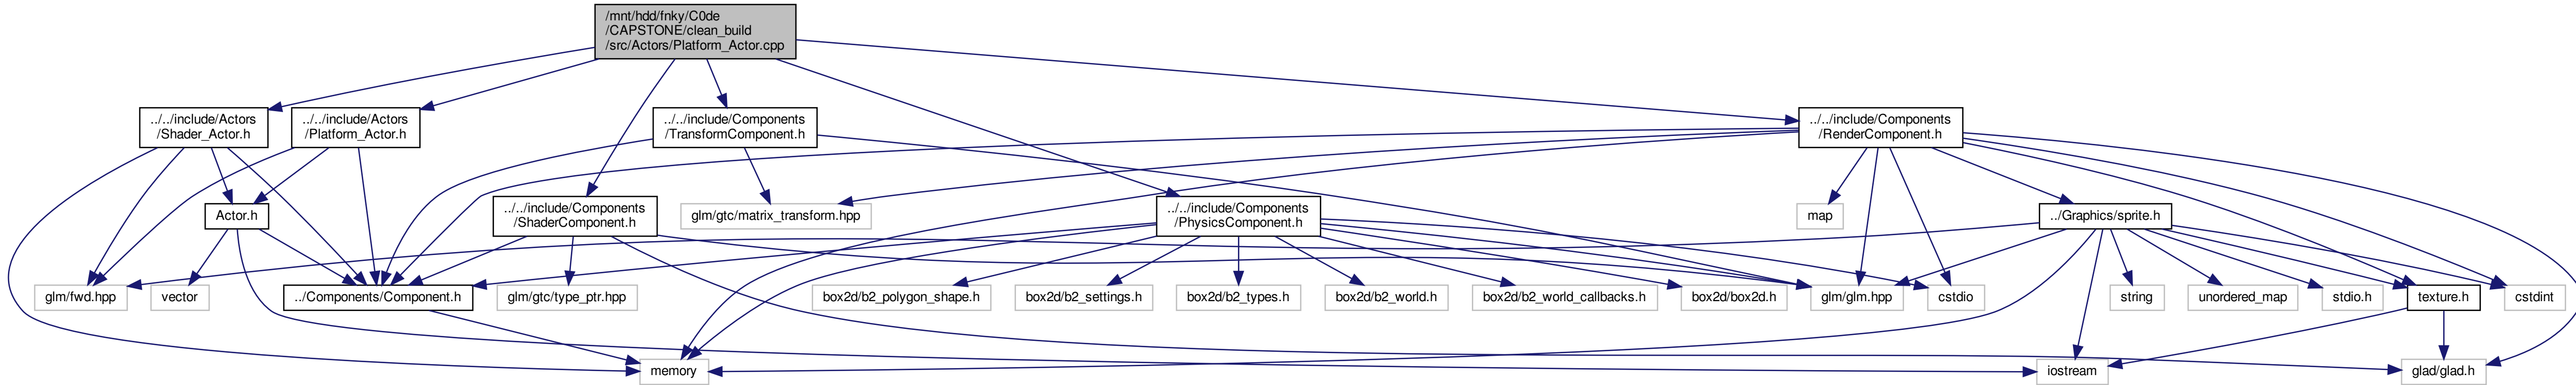 /mnt/hdd/fnky/C0de
/CAPSTONE/clean_build
/src/Actors/Platform_Actor.cpp
../../include/Actors
/Shader_Actor.h
../../include/Actors
/Platform_Actor.h
../../include/Components
/TransformComponent.h
../../include/Components
/RenderComponent.h
Actor.h
../../include/Components
/ShaderComponent.h
glm/gtc/matrix_transform.hpp
../../include/Components
/PhysicsComponent.h
map
../Graphics/sprite.h
glm/fwd.hpp
vector
../Components/Component.h
glm/gtc/type_ptr.hpp
box2d/b2_polygon_shape.h
box2d/b2_settings.h
box2d/b2_types.h
box2d/b2_world.h
box2d/b2_world_callbacks.h
box2d/box2d.h
glm/glm.hpp
cstdio
string
unordered_map
stdio.h
texture.h
cstdint
memory
iostream
glad/glad.h